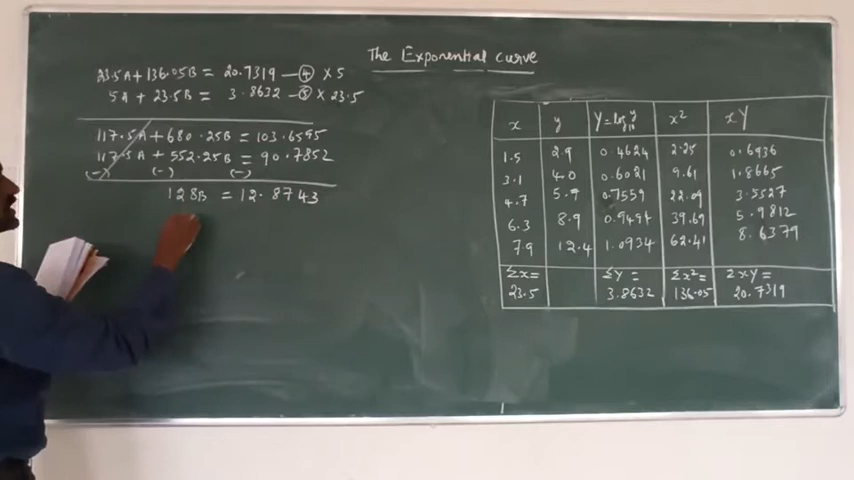 The Exponential curve
23.5A+136.05B = 20.7319 — ④ × 5
5A + 23.5B = 3.8632 — ⑤ × 23.5
117.5A + 680.25B = 103.6595
117.5A + 552.25B = 90.7852
(-) (-) (-)
128B = 12.8743
x y Y=log₁₀y x² xY
1.5 2.9 0.4624 2.25 0.6936
3.1 4.0 0.6021 9.61 1.8665
4.7 5.9 0.7559 22.09 3.5527
6.3 8.9 0.9494 39.69 5.9812
7.9 12.4 1.0934 62.41 8.6379
Σx= ΣY = Σx²= ΣxY =
23.5 3.8632 136.05 20.7319